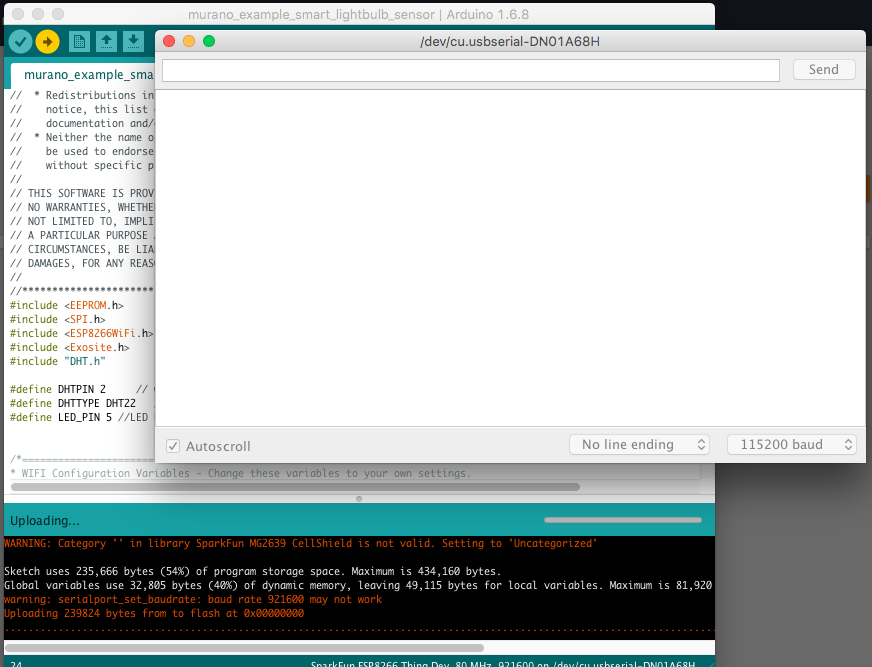 murano_example_smart_lightbulb_sensor | Arduino 1.6.8
/dev/cu.usbserial-DN01A68H
Send
murano_example_sma
// * Redistributions in
// notice, this list
// documentation and/
// * Neither the name o
// be used to endorse
// without specific p
//
// THIS SOFTWARE IS PROV
// NO WARRANTIES, WHETHE
// NOT LIMITED TO, IMPLI
// A PARTICULAR PURPOSE
// CIRCUMSTANCES, BE LIA
// DAMAGES, FOR ANY REAS
//
//**********************
#include <EEPROM.h>
#include <SPI.h>
#include <ESP8266WiFi.h>
#include <Exosite.h>
#include "DHT.h"
#define DHTPIN 2 //
#define DHTTYPE DHT22
#define LED_PIN 5 //LED
Autoscroll
No line ending
115200 baud
/*======================
* WIFI Configuration Variables - Change these variables to your own settings.
Uploading...
WARNING: Category '' in library SparkFun MG2639 CellShield is not valid. Setting to 'Uncategorized'
Sketch uses 235,666 bytes (54%) of program storage space. Maximum is 434,160 bytes.
Global variables use 32,805 bytes (40%) of dynamic memory, leaving 49,115 bytes for local variables. Maximum is 81,920
warning: serialport_set_baudrate: baud rate 921600 may not work
Uploading 239824 bytes from to flash at 0x00000000
24
SparkFun ESP8266 Thing Dev, 80 MHz, 921600 on /dev/cu.usbserial-DN01A68H